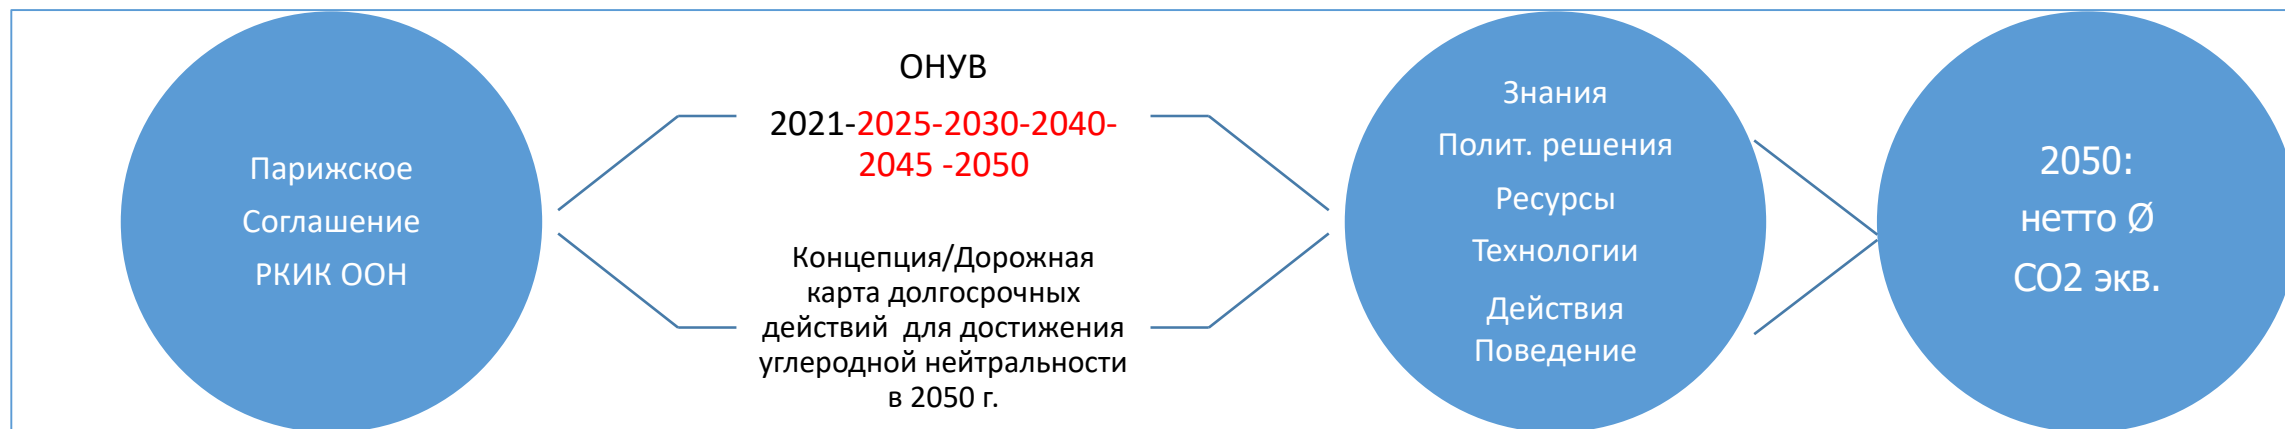 Парижское
Соглашение
РКИК ООН
ОНУВ
2021-2025-2030-2040-
2045 -2050
Концепция/Дорожная
карта долгосрочных
действий для достижения
углеродной нейтральности
в 2050 г.
Знания
Полит. решения
Ресурсы
Технологии
Действия
Поведение
2050:
нетто Ø
СО2 экв.